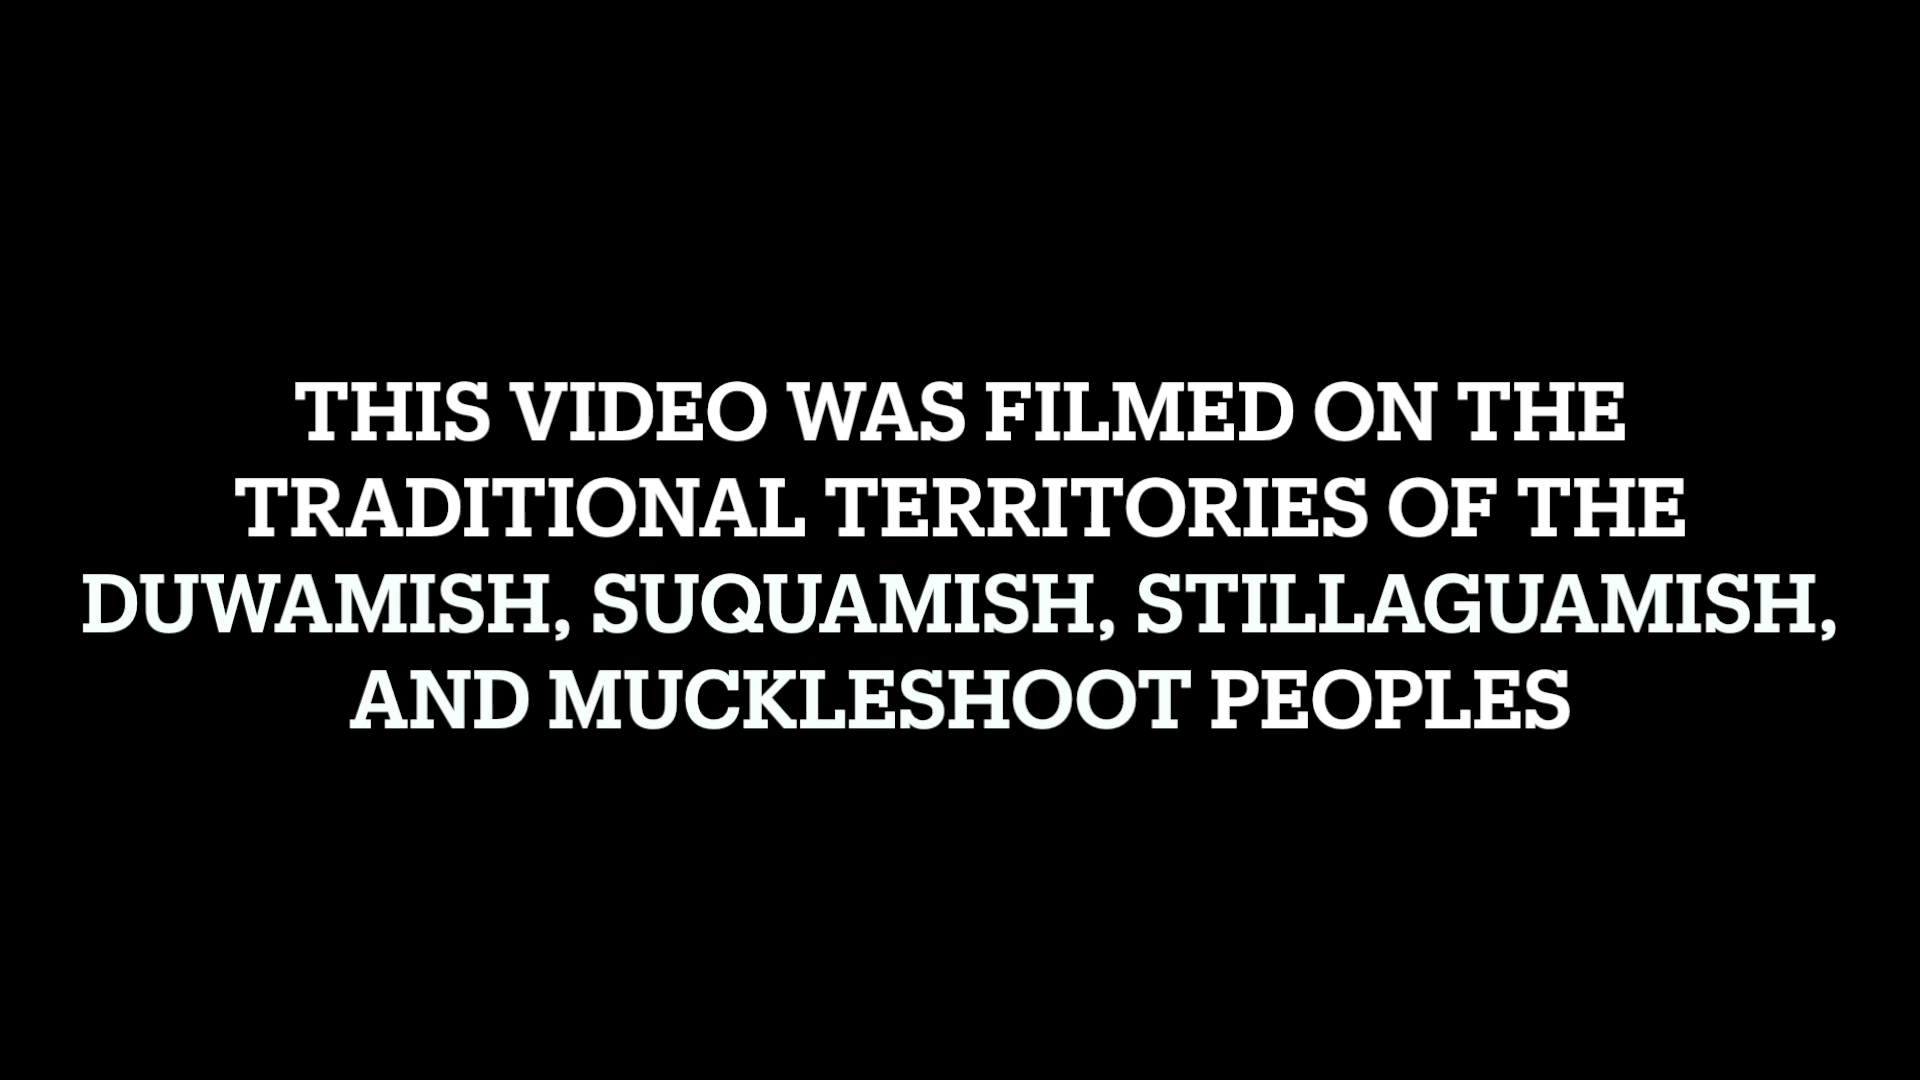 THIS VIDEO WAS FILMED ON THE
TRADITIONAL TERRITORIES OF THE
DUWAMISH, SUQUAMISH, STILLAGUAMISH,
AND MUCKLESHOOT PEOPLES